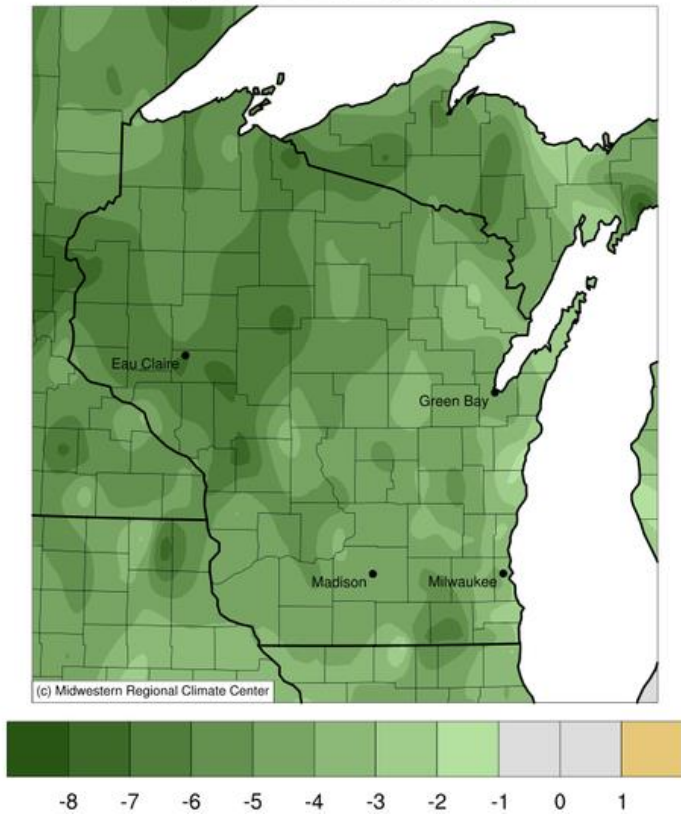 Eau Claire
Green Bay
Madison
Milwaukee
(c) Midwestern Regional Climate Center
-8 -7 -6 -5 -4 -3 -2 -1 0 1